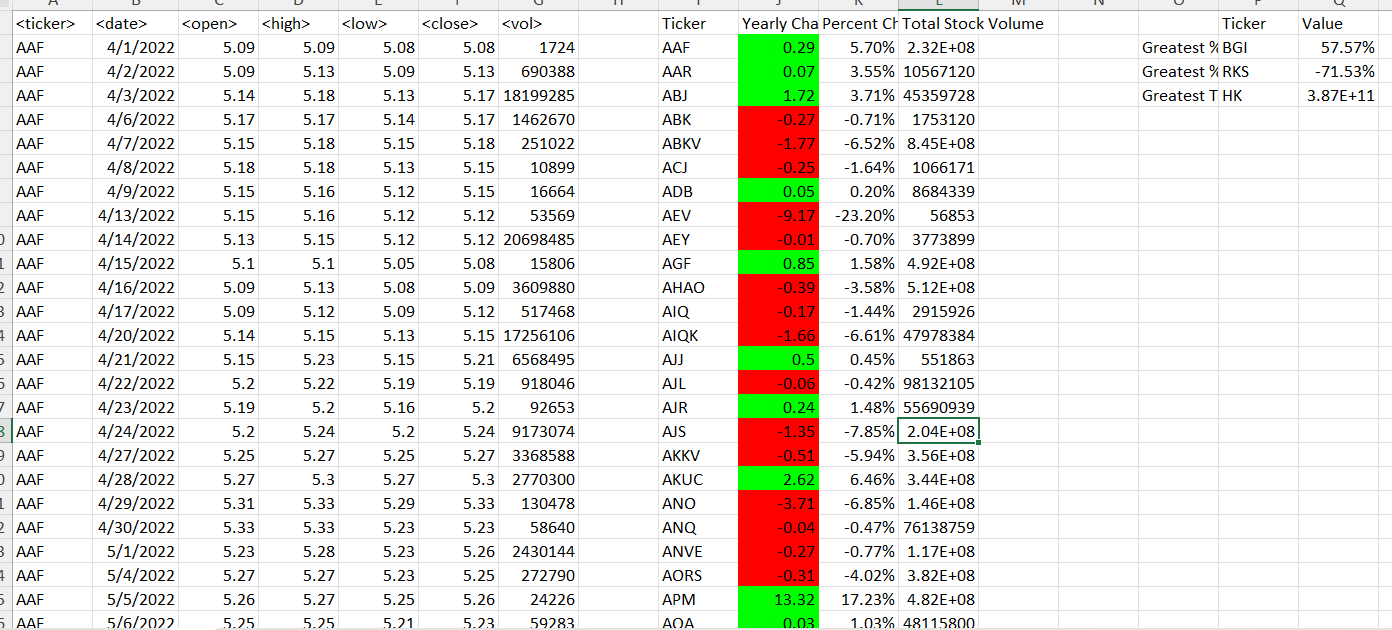 A B C D E F G H I J K L M N O P Q
<ticker> <date> <open> <high> <low> <close> <vol> Ticker Yearly Cha Percent Ch Total Stock Volume Ticker Value
AAF 4/1/2022 5.09 5.09 5.08 5.08 1724 AAF 0.29 5.70% 2.32E+08 Greatest % BGI 57.57%
AAF 4/2/2022 5.09 5.13 5.09 5.13 690388 AAR 0.07 3.55% 10567120 Greatest % RKS -71.53%
AAF 4/3/2022 5.14 5.18 5.13 5.17 18199285 ABJ 1.72 3.71% 45359728 Greatest T HK 3.87E+11
AAF 4/6/2022 5.17 5.17 5.14 5.17 1462670 ABK -0.27 -0.71% 1753120
AAF 4/7/2022 5.15 5.18 5.15 5.18 251022 ABKV -1.77 -6.52% 8.45E+08
AAF 4/8/2022 5.18 5.18 5.13 5.15 10899 ACJ -0.25 -1.64% 1066171
AAF 4/9/2022 5.15 5.16 5.12 5.15 16664 ADB 0.05 0.20% 8684339
AAF 4/13/2022 5.15 5.16 5.12 5.12 53569 AEV -9.17 -23.20% 56853
0 AAF 4/14/2022 5.13 5.15 5.12 5.12 20698485 AEY -0.01 -0.70% 3773899
1 AAF 4/15/2022 5.1 5.1 5.05 5.08 15806 AGF 0.85 1.58% 4.92E+08
2 AAF 4/16/2022 5.09 5.13 5.08 5.09 3609880 AHAO -0.39 -3.58% 5.12E+08
3 AAF 4/17/2022 5.09 5.12 5.09 5.12 517468 AIQ -0.17 -1.44% 2915926
4 AAF 4/20/2022 5.14 5.15 5.13 5.15 17256106 AIQK -1.66 -6.61% 47978384
5 AAF 4/21/2022 5.15 5.23 5.15 5.21 6568495 AJJ 0.5 0.45% 551863
6 AAF 4/22/2022 5.2 5.22 5.19 5.19 918046 AJL -0.06 -0.42% 98132105
7 AAF 4/23/2022 5.19 5.2 5.16 5.2 92653 AJR 0.24 1.48% 55690939
8 AAF 4/24/2022 5.2 5.24 5.2 5.24 9173074 AJS -1.35 -7.85% 2.04E+08
9 AAF 4/27/2022 5.25 5.27 5.25 5.27 3368588 AKKV -0.51 -5.94% 3.56E+08
0 AAF 4/28/2022 5.27 5.3 5.27 5.3 2770300 AKUC 2.62 6.46% 3.44E+08
1 AAF 4/29/2022 5.31 5.33 5.29 5.33 130478 ANO -3.71 -6.85% 1.46E+08
2 AAF 4/30/2022 5.33 5.33 5.23 5.23 58640 ANQ -0.04 -0.47% 76138759
3 AAF 5/1/2022 5.23 5.28 5.23 5.26 2430144 ANVE -0.27 -0.77% 1.17E+08
4 AAF 5/4/2022 5.27 5.27 5.23 5.25 272790 AORS -0.31 -4.02% 3.82E+08
5 AAF 5/5/2022 5.26 5.27 5.25 5.26 24226 APM 13.32 17.23% 4.82E+08
6 AAF 5/6/2022 5.25 5.25 5.21 5.23 59283 AQA 0.03 1.03% 48115800